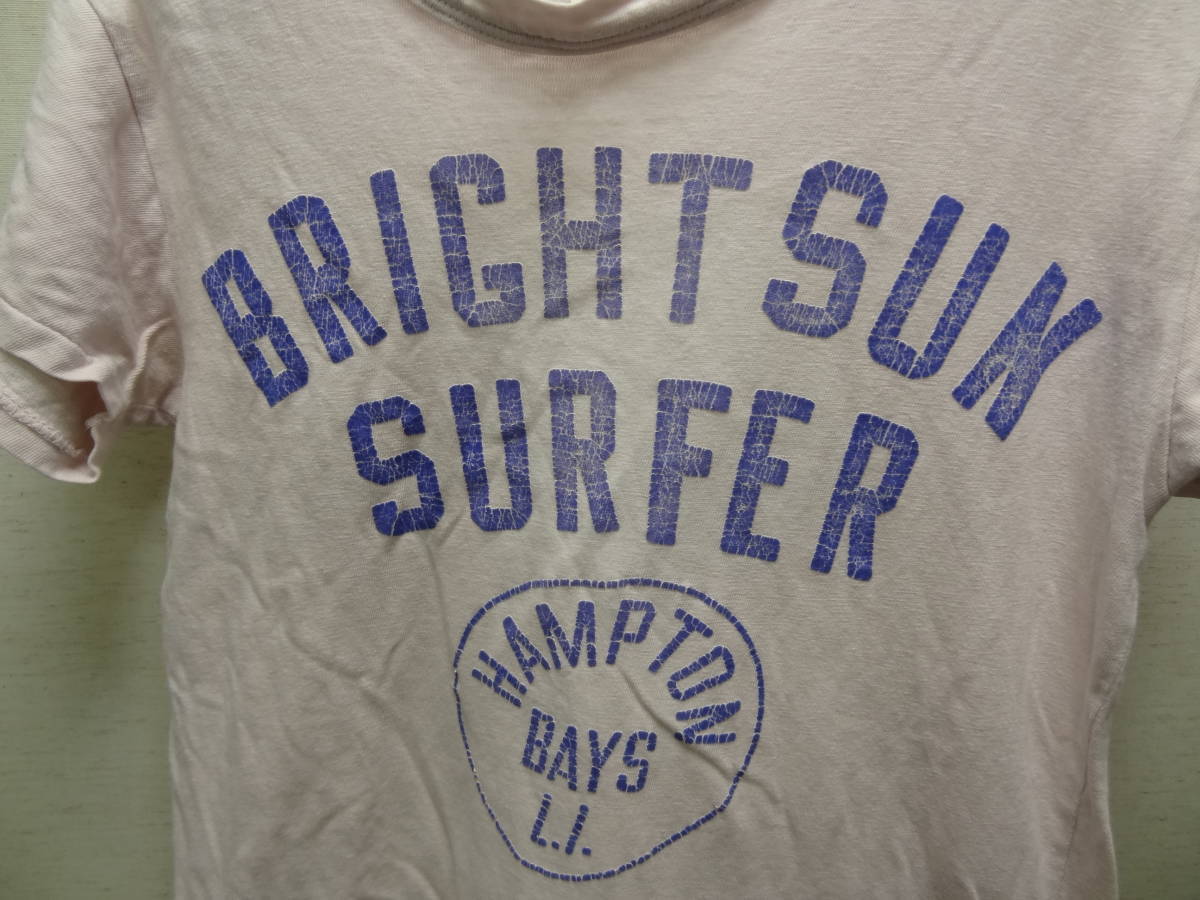 BRIGHT SUN
SURFER
HAMPTON
BAYS
L.I.